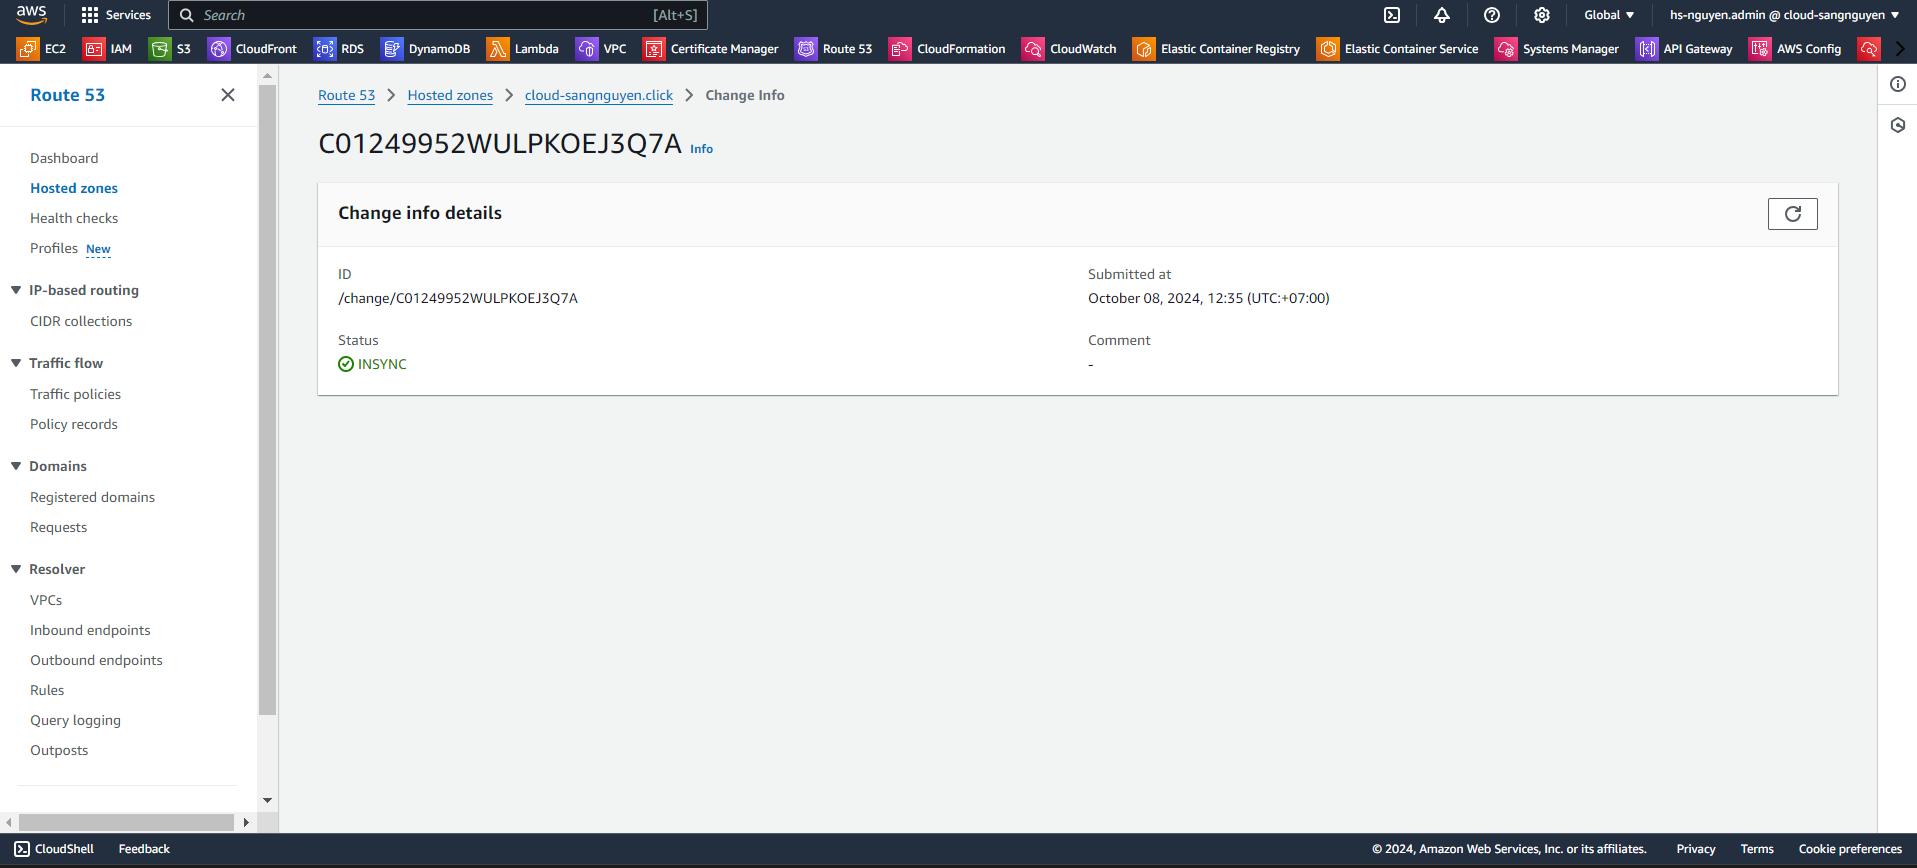 aws Services Search [Alt+S] Global hs-nguyen.admin @ cloud-sangnguyen
EC2 IAM S3 CloudFront RDS DynamoDB Lambda VPC Certificate Manager Route 53 CloudFormation CloudWatch Elastic Container Registry Elastic Container Service Systems Manager API Gateway AWS Config
Route 53
Dashboard
Hosted zones
Health checks
Profiles New
IP-based routing
CIDR collections
Traffic flow
Traffic policies
Policy records
Domains
Registered domains
Requests
Resolver
VPCs
Inbound endpoints
Outbound endpoints
Rules
Query logging
Outposts
Route 53 Hosted zones cloud-sangnguyen.click Change Info
C01249952WULPKOEJ3Q7A Info
Change info details
ID
/change/C01249952WULPKOEJ3Q7A
Submitted at
October 08, 2024, 12:35 (UTC:+07:00)
Status
INSYNC
Comment
-
CloudShell Feedback © 2024, Amazon Web Services, Inc. or its affiliates. Privacy Terms Cookie preferences